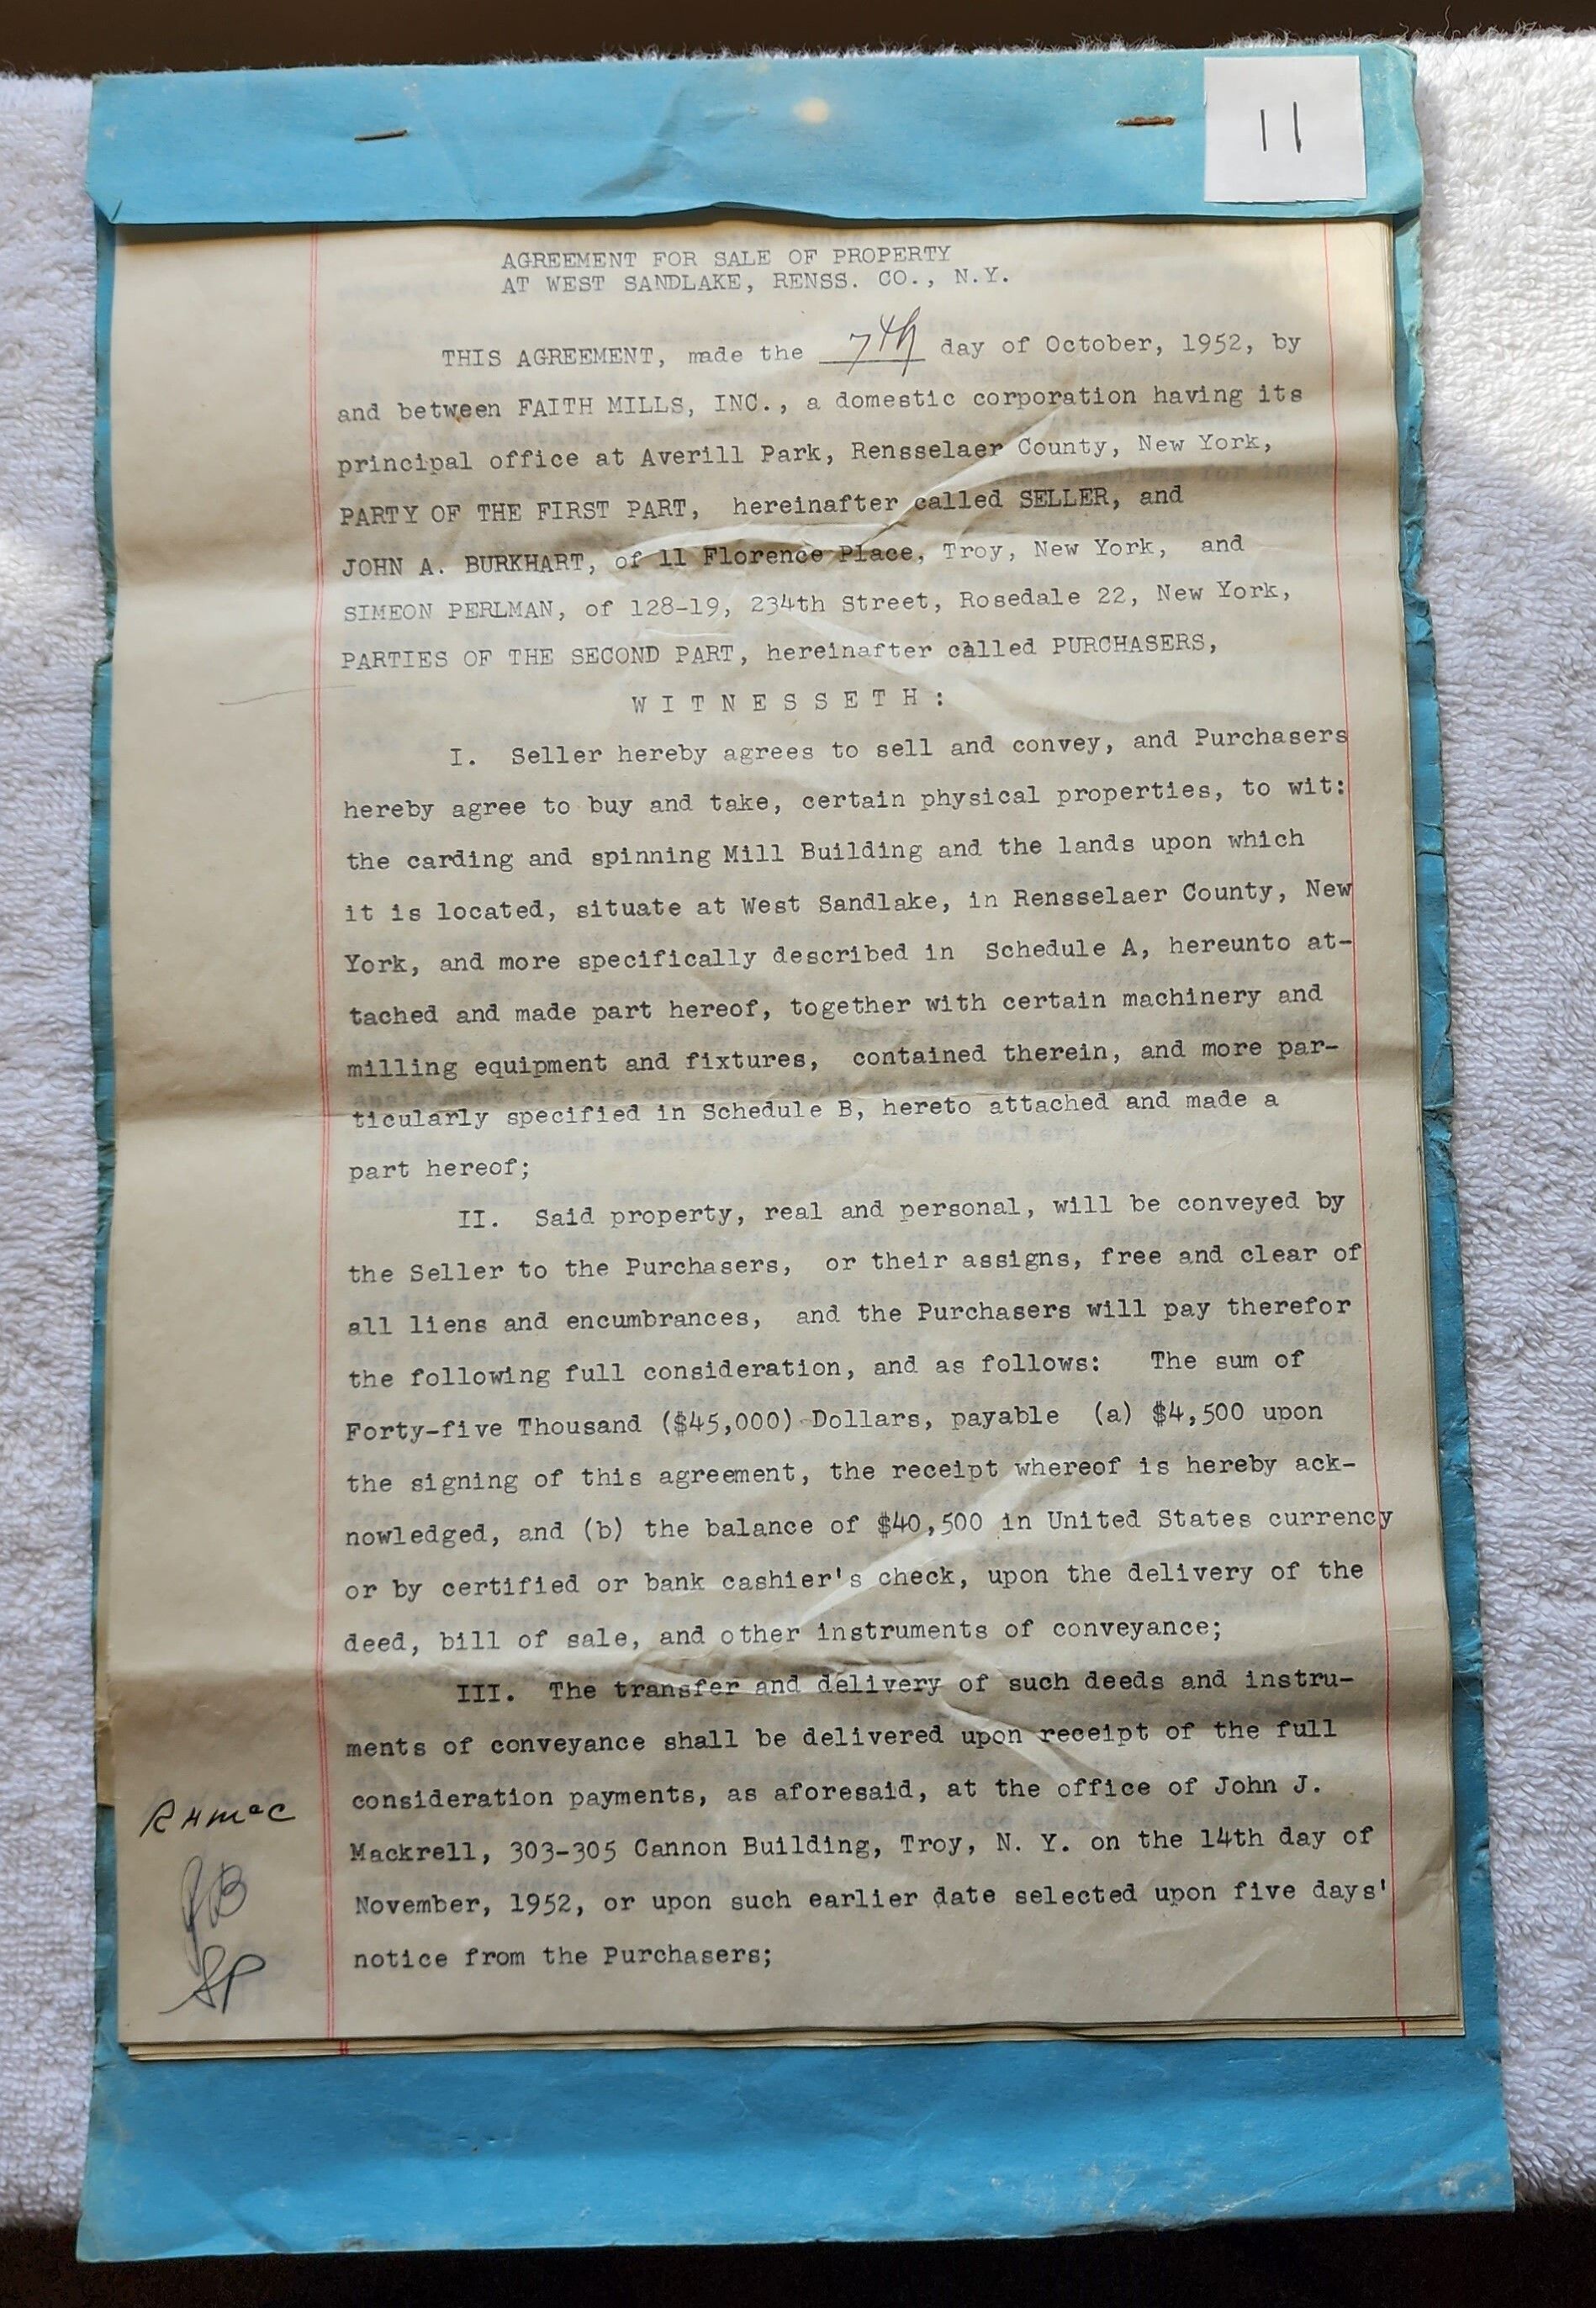 11
AGREEMENT FOR SALE OF PROPERTY
AT WEST SANDLAKE, RENSS. CO., N.Y.
THIS AGREEMENT, made the 7th day of October, 1952, by
and between FAITH MILLS, INC., a domestic corporation having its
principal office at Averill Park, Rensselaer County, New York,
PARTY OF THE FIRST PART, hereinafter called SELLER, and
JOHN A. BURKHART, of 11 Florence Place, Troy, New York, and
SIMEON PERLMAN, of 128-19, 234th Street, Rosedale 22, New York,
PARTIES OF THE SECOND PART, hereinafter called PURCHASERS,
W I T N E S S E T H :
I. Seller hereby agrees to sell and convey, and Purchasers
hereby agree to buy and take, certain physical properties, to wit:
the carding and spinning Mill Building and the lands upon which
it is located, situate at West Sandlake, in Rensselaer County, New
York, and more specifically described in Schedule A, hereunto at-
tached and made part hereof, together with certain machinery and
milling equipment and fixtures, contained therein, and more par-
ticularly specified in Schedule B, hereto attached and made a
part hereof;
II. Said property, real and personal, will be conveyed by
the Seller to the Purchasers, or their assigns, free and clear of
all liens and encumbrances, and the Purchasers will pay therefor
the following full consideration, and as follows: The sum of
Forty-five Thousand ($45,000) Dollars, payable (a) $4,500 upon
the signing of this agreement, the receipt whereof is hereby ack-
nowledged, and (b) the balance of $40,500 in United States currency
or by certified or bank cashier's check, upon the delivery of the
deed, bill of sale, and other instruments of conveyance;
III. The transfer and delivery of such deeds and instru-
ments of conveyance shall be delivered upon receipt of the full
consideration payments, as aforesaid, at the office of John J.
Mackrell, 303-305 Cannon Building, Troy, N. Y. on the 14th day of
November, 1952, or upon such earlier date selected upon five days'
notice from the Purchasers;
RHMcC
JB
SP